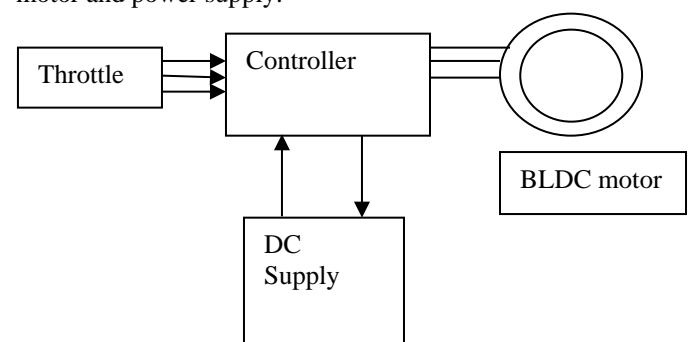 motor and power supply.
Throttle
Controller
BLDC motor
DC
Supply